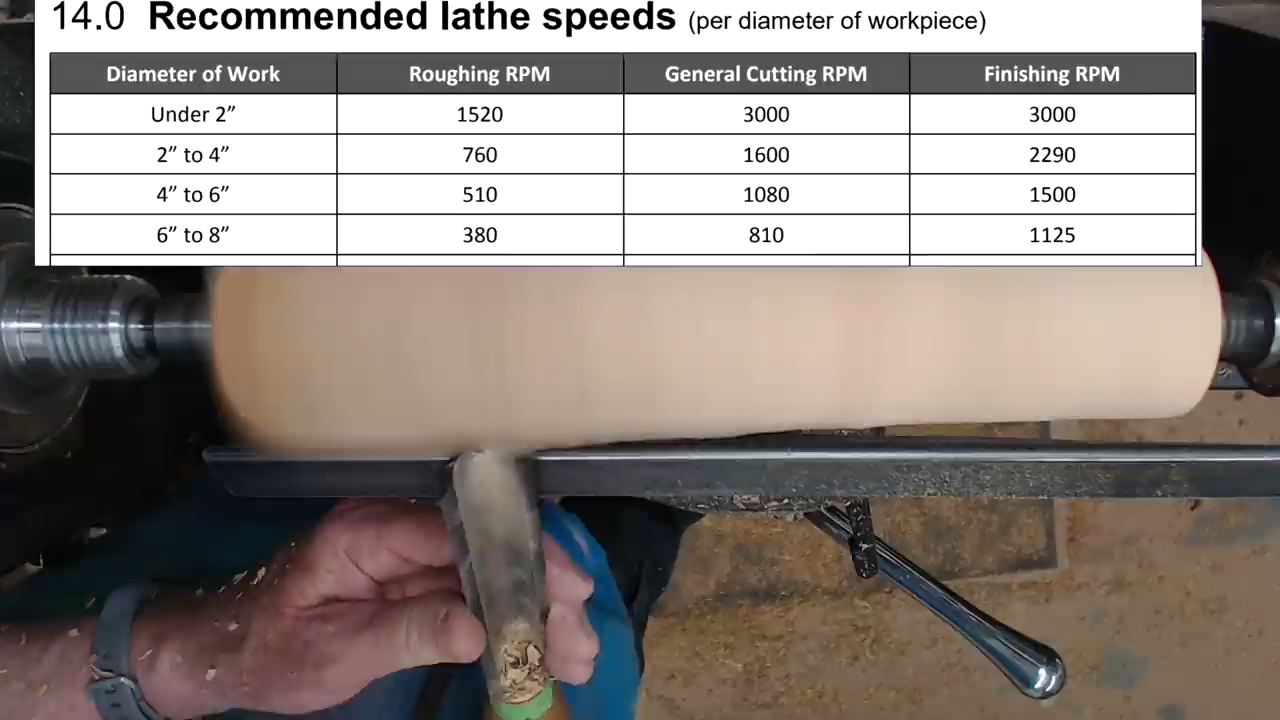 14.0 Recommended lathe speeds (per diameter of workpiece)
Diameter of Work Roughing RPM General Cutting RPM Finishing RPM
Under 2” 1520 3000 3000
2” to 4” 760 1600 2290
4” to 6” 510 1080 1500
6” to 8” 380 810 1125